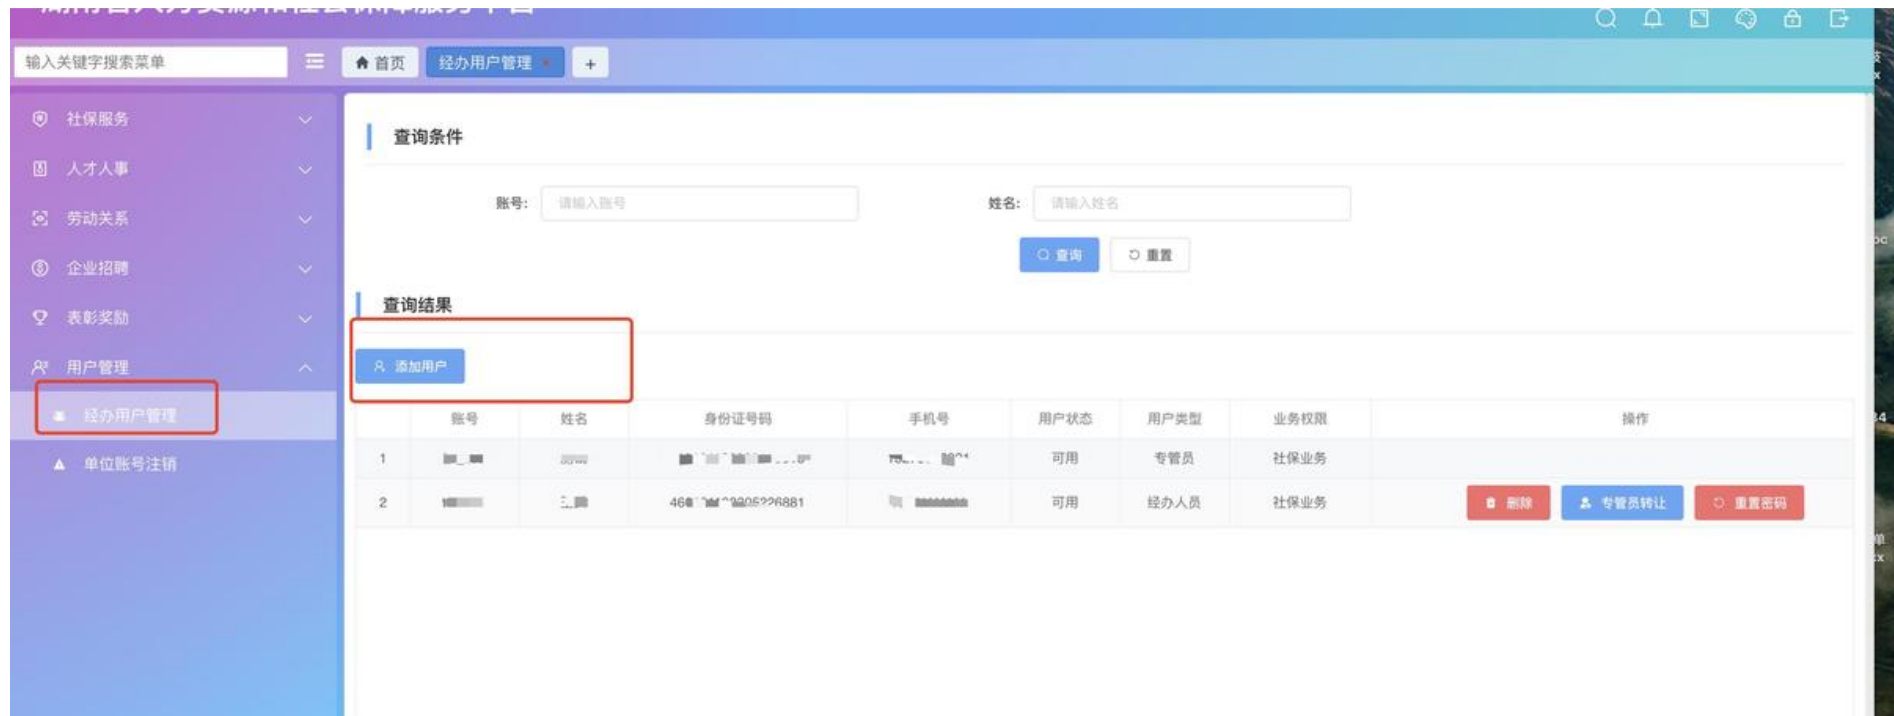 输入关键字搜索菜单
首页 经办用户管理 × +
社保服务
人才人事
劳动关系
企业招聘
表彰奖励
用户管理
经办用户管理
单位账号注销
查询条件
账号: 请输入账号 姓名: 请输入姓名
查询 重置
查询结果
添加用户
账号 姓名 身份证号码 手机号 用户状态 用户类型 业务权限 操作
1 可用 专管员 社保业务
2 可用 经办人员 社保业务 删除 专管员转让 重置密码